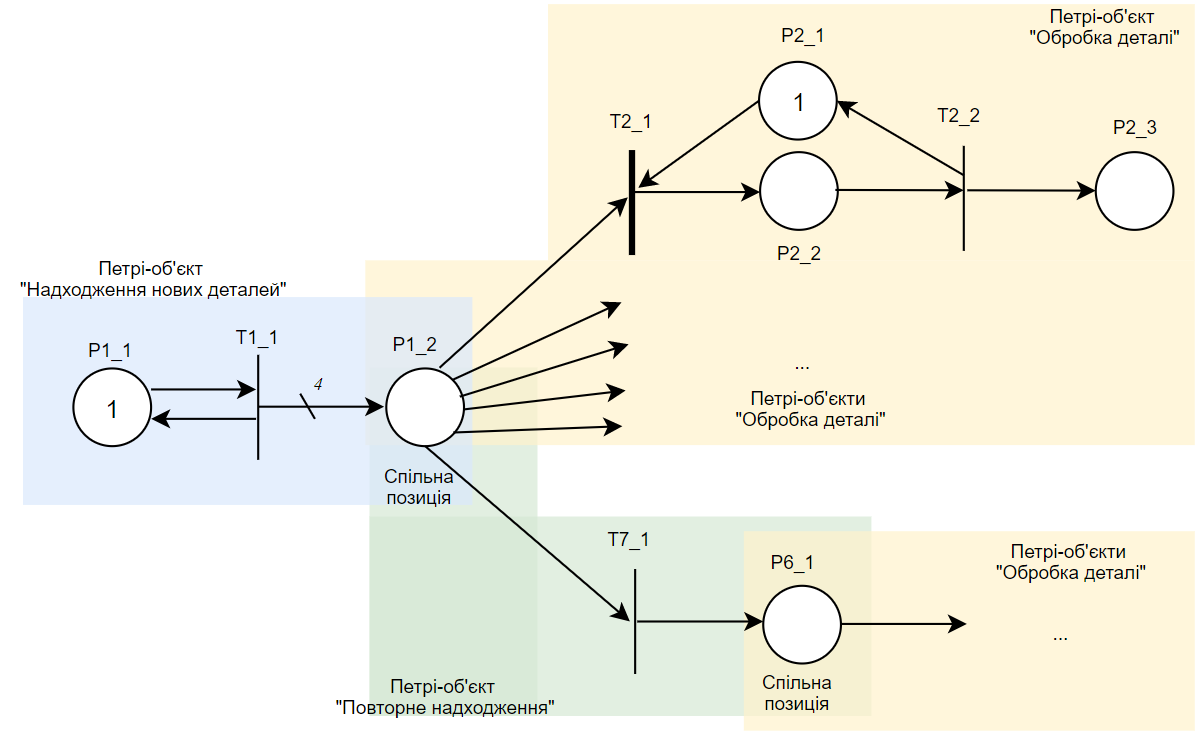 Петрі-об'єкт
"Обробка деталі"
P2_1
1
T2_1
T2_2
P2_3
P2_2
Петрі-об'єкт
"Надходження нових деталей"
P1_1
T1_1
P1_2
1
4
...
Петрі-об'єкти
"Обробка деталі"
Спільна
позиція
T7_1
P6_1
Петрі-об'єкти
"Обробка деталі"
...
Петрі-об'єкт
"Повторне надходження"
Спільна
позиція